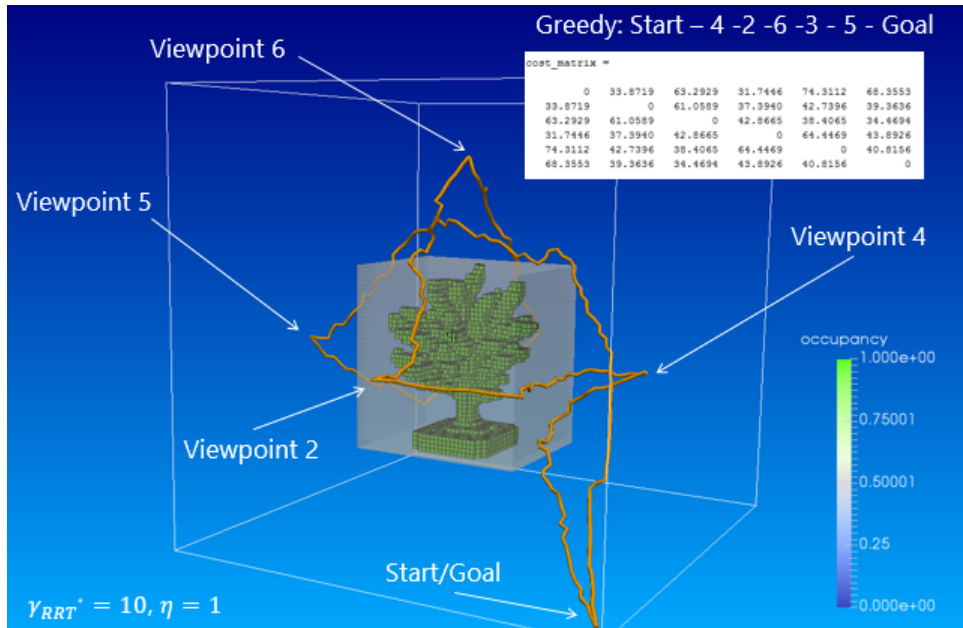 Greedy: Start – 4 -2 -6 -3 - 5 - Goal
cost_matrix =
0 33.8719 63.2929 31.7446 74.3112 68.3553
33.8719 0 61.0589 37.3940 42.7396 39.3636
63.2929 61.0589 0 42.8665 38.4065 34.4694
31.7446 37.3940 42.8665 0 64.4469 43.8926
74.3112 42.7396 38.4065 64.4469 0 40.8156
68.3553 39.3636 34.4694 43.8926 40.8156 0
Viewpoint 6
Viewpoint 5
Viewpoint 4
Viewpoint 2
Start/Goal
occupancy
1.000e+00
0.75001
0.50001
0.25
0.000e+00
γ_RRT* = 10, η = 1